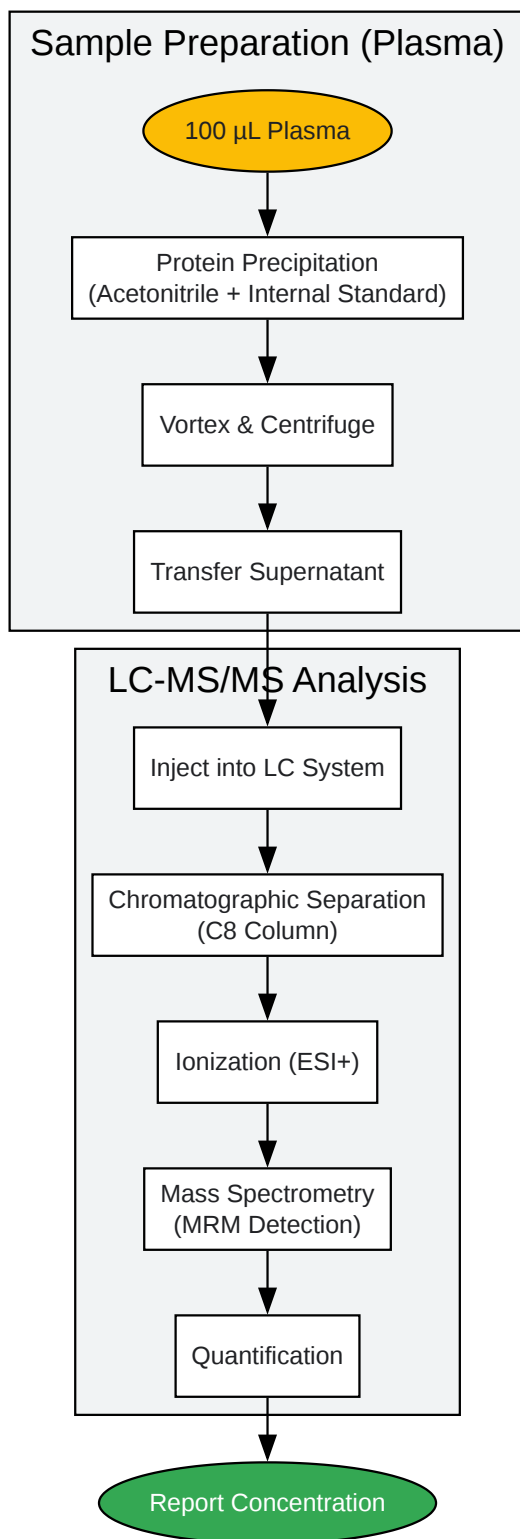 Sample Preparation (Plasma)
100 µL Plasma
Protein Precipitation
(Acetonitrile + Internal Standard)
Vortex & Centrifuge
Transfer Supernatant
LC-MS/MS Analysis
Inject into LC System
Chromatographic Separation
(C8 Column)
Ionization (ESI+)
Mass Spectrometry
(MRM Detection)
Quantification
Report Concentration